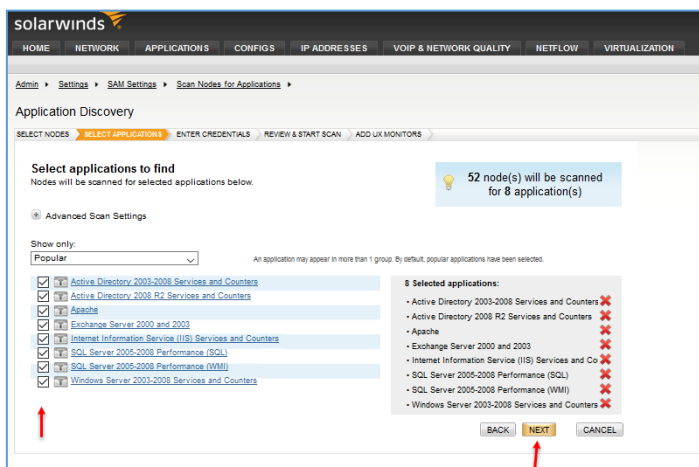 solarwinds
HOME NETWORK APPLICATIONS CONFIGS IP ADDRESSES VOIP & NETWORK QUALITY NETFLOW VIRTUALIZATION
Admin ▸ Settings ▸ SAM Settings ▸ Scan Nodes for Applications ▸
Application Discovery
SELECT NODES SELECT APPLICATIONS ENTER CREDENTIALS REVIEW & START SCAN ADD UX MONITORS
Select applications to find
Nodes will be scanned for selected applications below.
52 node(s) will be scanned
for 8 application(s)
Advanced Scan Settings
Show only:
Popular
An application may appear in more than 1 group. By default, popular applications have been selected.
Active Directory 2003-2008 Services and Counters
Active Directory 2008 R2 Services and Counters
Apache
Exchange Server 2000 and 2003
Internet Information Service (IIS) Services and Counters
SQL Server 2005-2008 Performance (SQL)
SQL Server 2005-2008 Performance (WMI)
Windows Server 2003-2008 Services and Counters
8 Selected applications:
- Active Directory 2003-2008 Services and Counters
- Active Directory 2008 R2 Services and Counters
- Apache
- Exchange Server 2000 and 2003
- Internet Information Service (IIS) Services and Co
- SQL Server 2005-2008 Performance (SQL)
- SQL Server 2005-2008 Performance (WMI)
- Windows Server 2003-2008 Services and Counters
BACK NEXT CANCEL